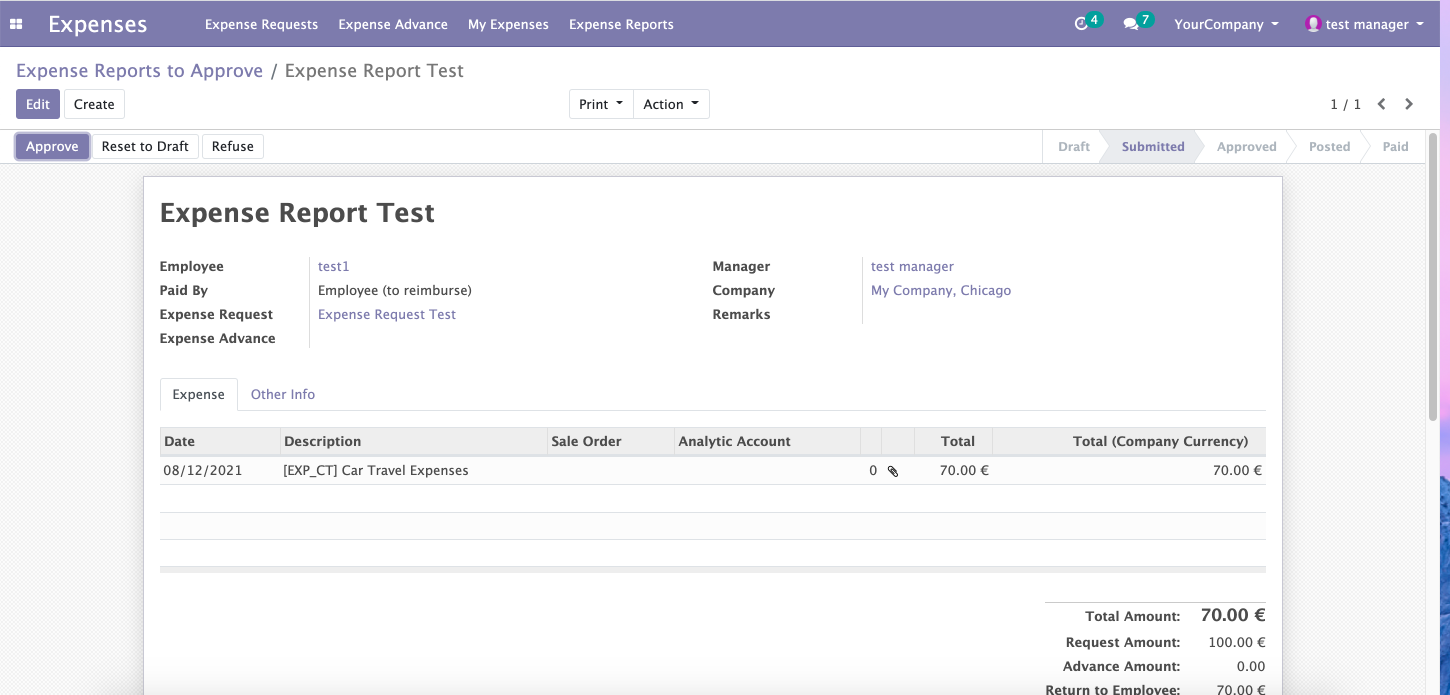 Expenses Expense Requests Expense Advance My Expenses Expense Reports 4 7 YourCompany test manager
Expense Reports to Approve / Expense Report Test
Edit Create Print Action 1 / 1
Approve Reset to Draft Refuse Draft Submitted Approved Posted Paid
Expense Report Test
Employee test1 Manager test manager
Paid By Employee (to reimburse) Company My Company, Chicago
Expense Request Expense Request Test Remarks
Expense Advance
Expense Other Info
Date Description Sale Order Analytic Account Total Total (Company Currency)
08/12/2021 [EXP_CT] Car Travel Expenses 0 70.00 € 70.00 €
Total Amount: 70.00 €
Request Amount: 100.00 €
Advance Amount: 0.00
Return to Employee: 70.00 €